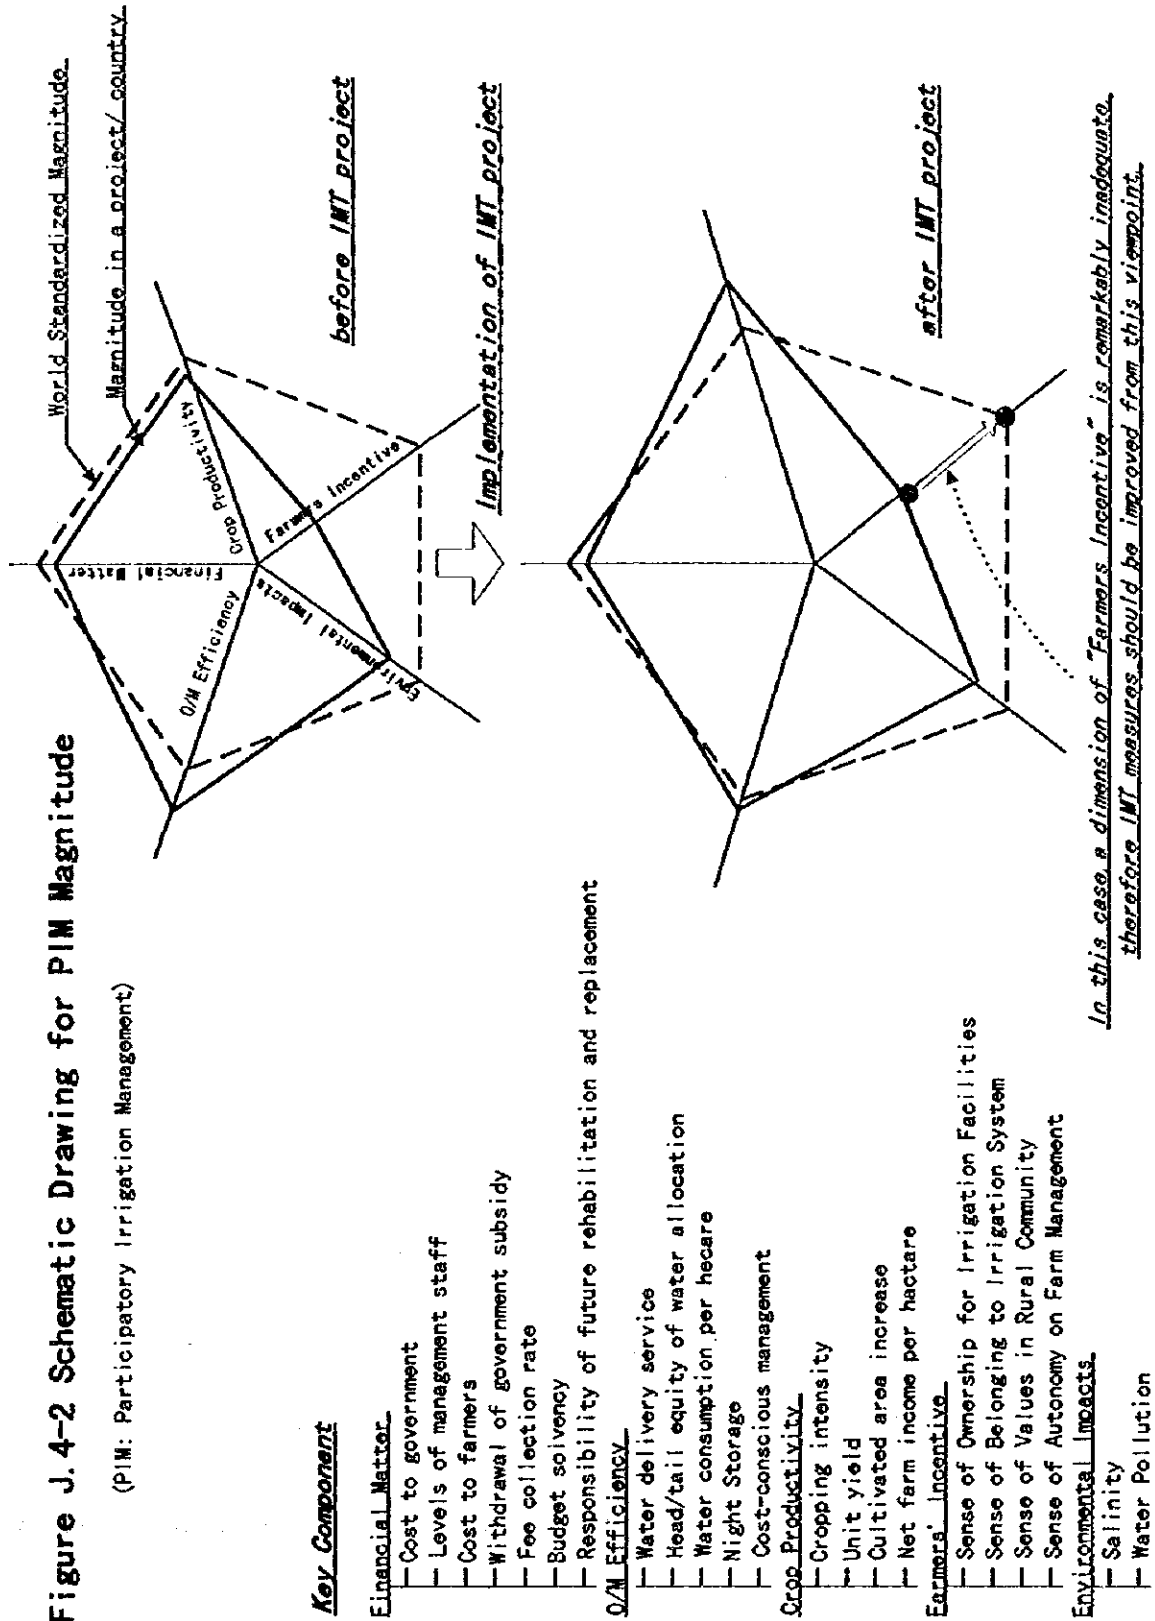 Figure J.4-2 Schematic Drawing for PIM Magnitude
(PIM: Participatory Irrigation Management)
Key Component
Financial Matter
Cost to government
Levels of management staff
Cost to farmers
Withdrawal of government subsidy
Fee collection rate
Budget solvency
Responsibility of future rehabilitation and replacement
O/M Efficiency
Water delivery service
Head/tail equity of water allocation
Water consumption per hecare
Night Storage
Cost-conscious management
Crop Productivity
Cropping intensity
Unit yield
Cultivated area increase
Net farm income per hactare
Farmers' Incentive
Sense of Ownership for Irrigation Facilities
Sense of Belonging to Irrigation System
Sense of Values in Rural Community
Sense of Autonomy on Farm Management
Environmental Impacts
Salinity
Water Pollution
World Standardized Magnitude
Magnitude in a project/ country
Financial Matter
Crop Productivity
O/M Efficiency
Farmers Incentive
Environmental Impacts
before IMT project
Implementation of IMT project
after IMT project
In this case, a dimension of "Farmers Incentive" is remarkably inadequate,
therefore IMT measures should be improved from this viewpoint.